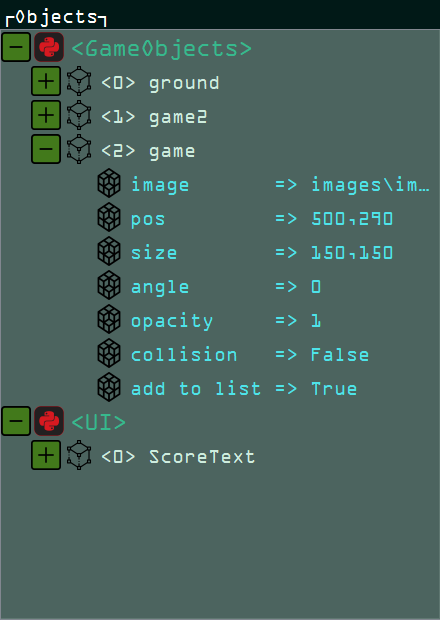 Objects
<GameObjects>
<0> ground
<1> game2
<2> game
image => images\im…
pos => 500,290
size => 150,150
angle => 0
opacity => 1
collision => False
add to list => True
<UI>
<0> ScoreText